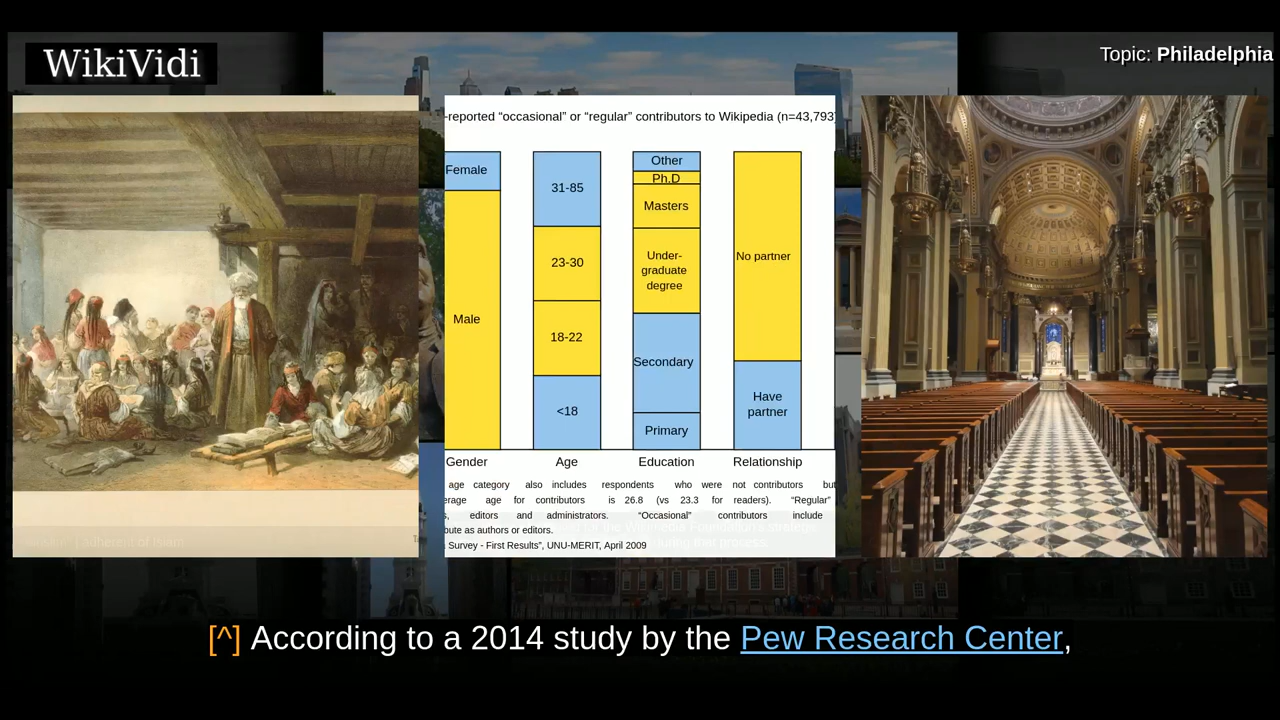 WikiVidi
Topic: Philadelphia
-reported “occasional” or “regular” contributors to Wikipedia (n=43,793)
Female
Male
Gender
31-85
23-30
18-22
<18
Age
Other
Ph.D
Masters
Under-
graduate
degree
Secondary
Primary
Education
No partner
Have
partner
Relationship
age category also includes respondents who were not contributors but
erage age for contributors is 26.8 (vs 23.3 for readers). “Regular”
s, editors and administrators. “Occasional” contributors include
bute as authors or editors.
Survey - First Results”, UNU-MERIT, April 2009
[^] According to a 2014 study by the Pew Research Center,